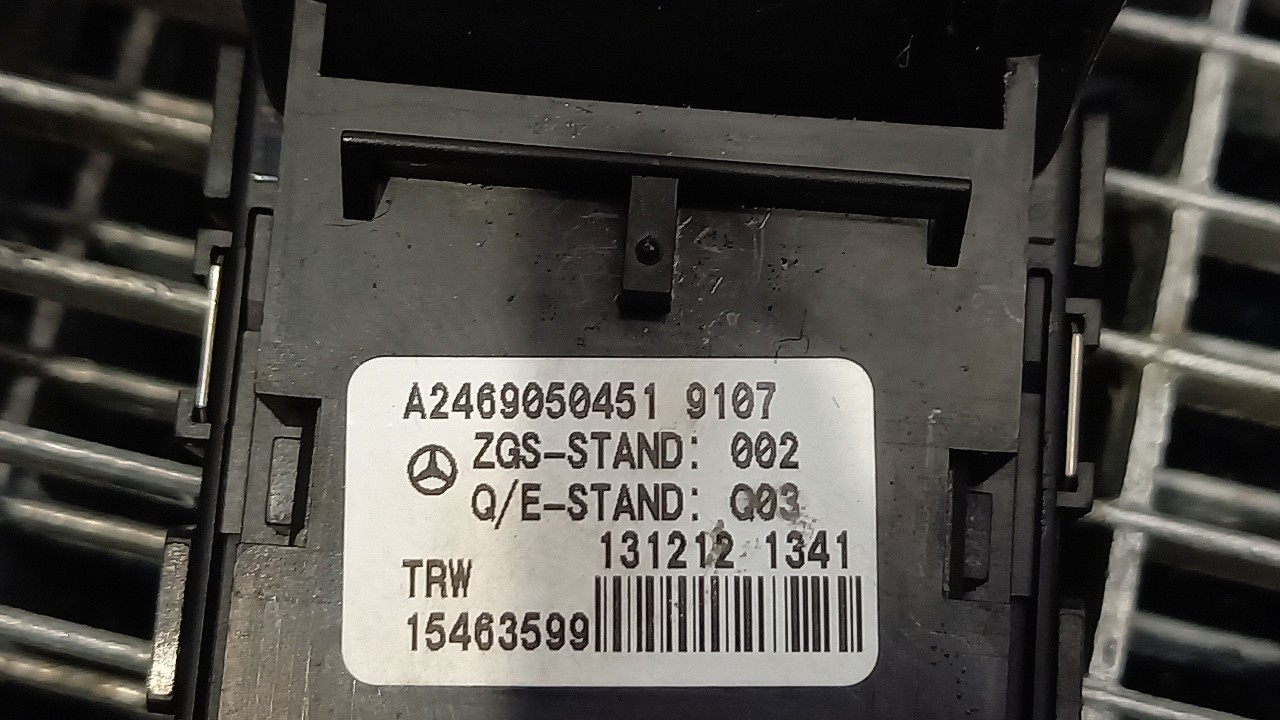 A2469050451 9107
ZGS-STAND: 002
Q/E-STAND: Q03
131212 1341
TRW
15463599